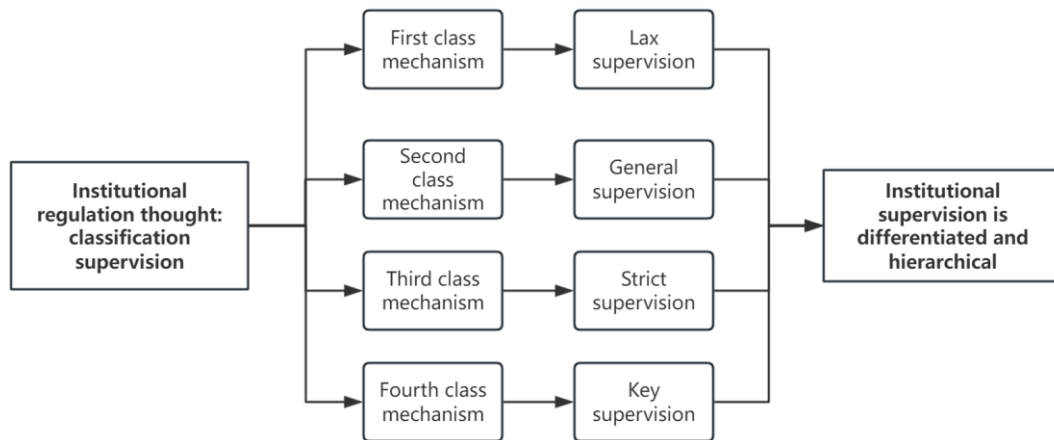 Institutional
regulation thought:
classification
supervision
First class
mechanism
Lax
supervision
Second
class
mechanism
General
supervision
Third class
mechanism
Strict
supervision
Fourth class
mechanism
Key
supervision
Institutional
supervision is
differentiated and
hierarchical